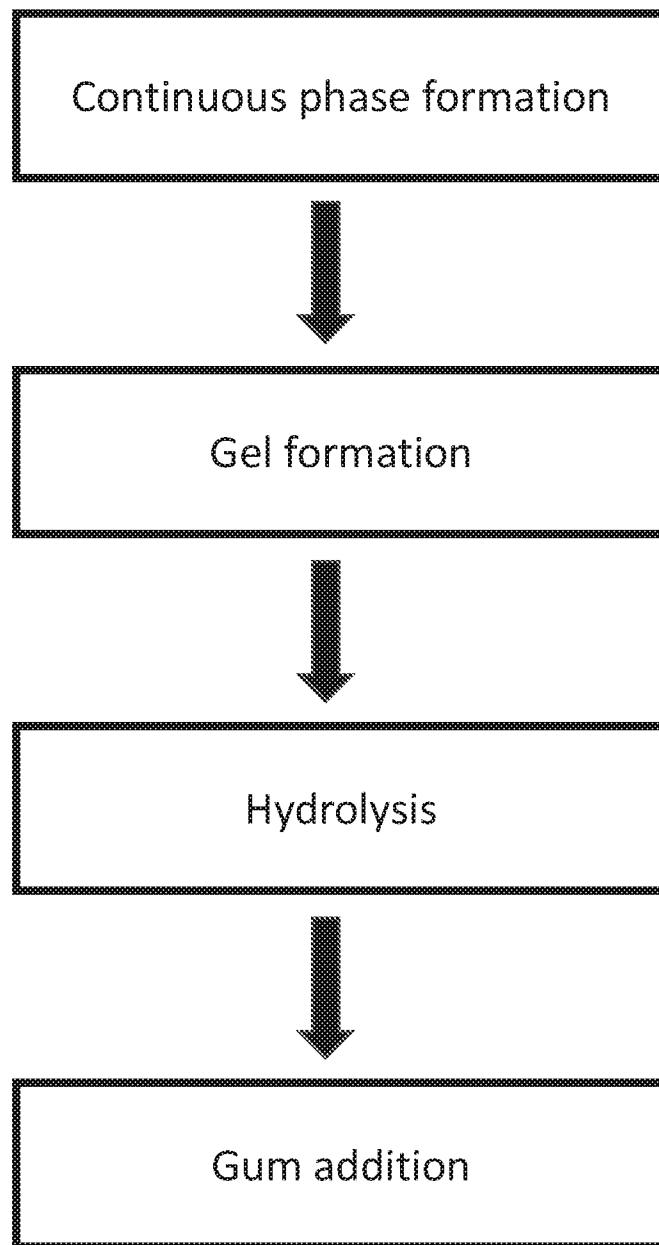 Continuous phase formation
Gel formation
Hydrolysis
Gum addition